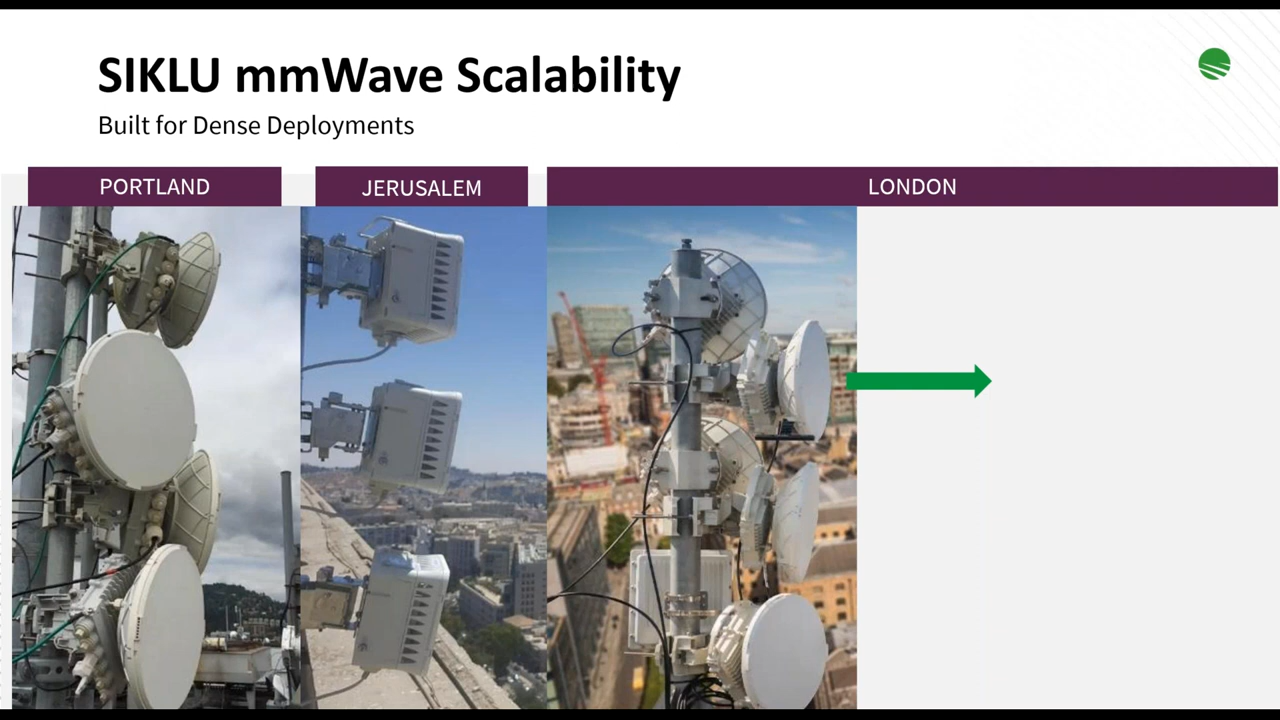 SIKLU mmWave Scalability
Built for Dense Deployments
PORTLAND
JERUSALEM
LONDON